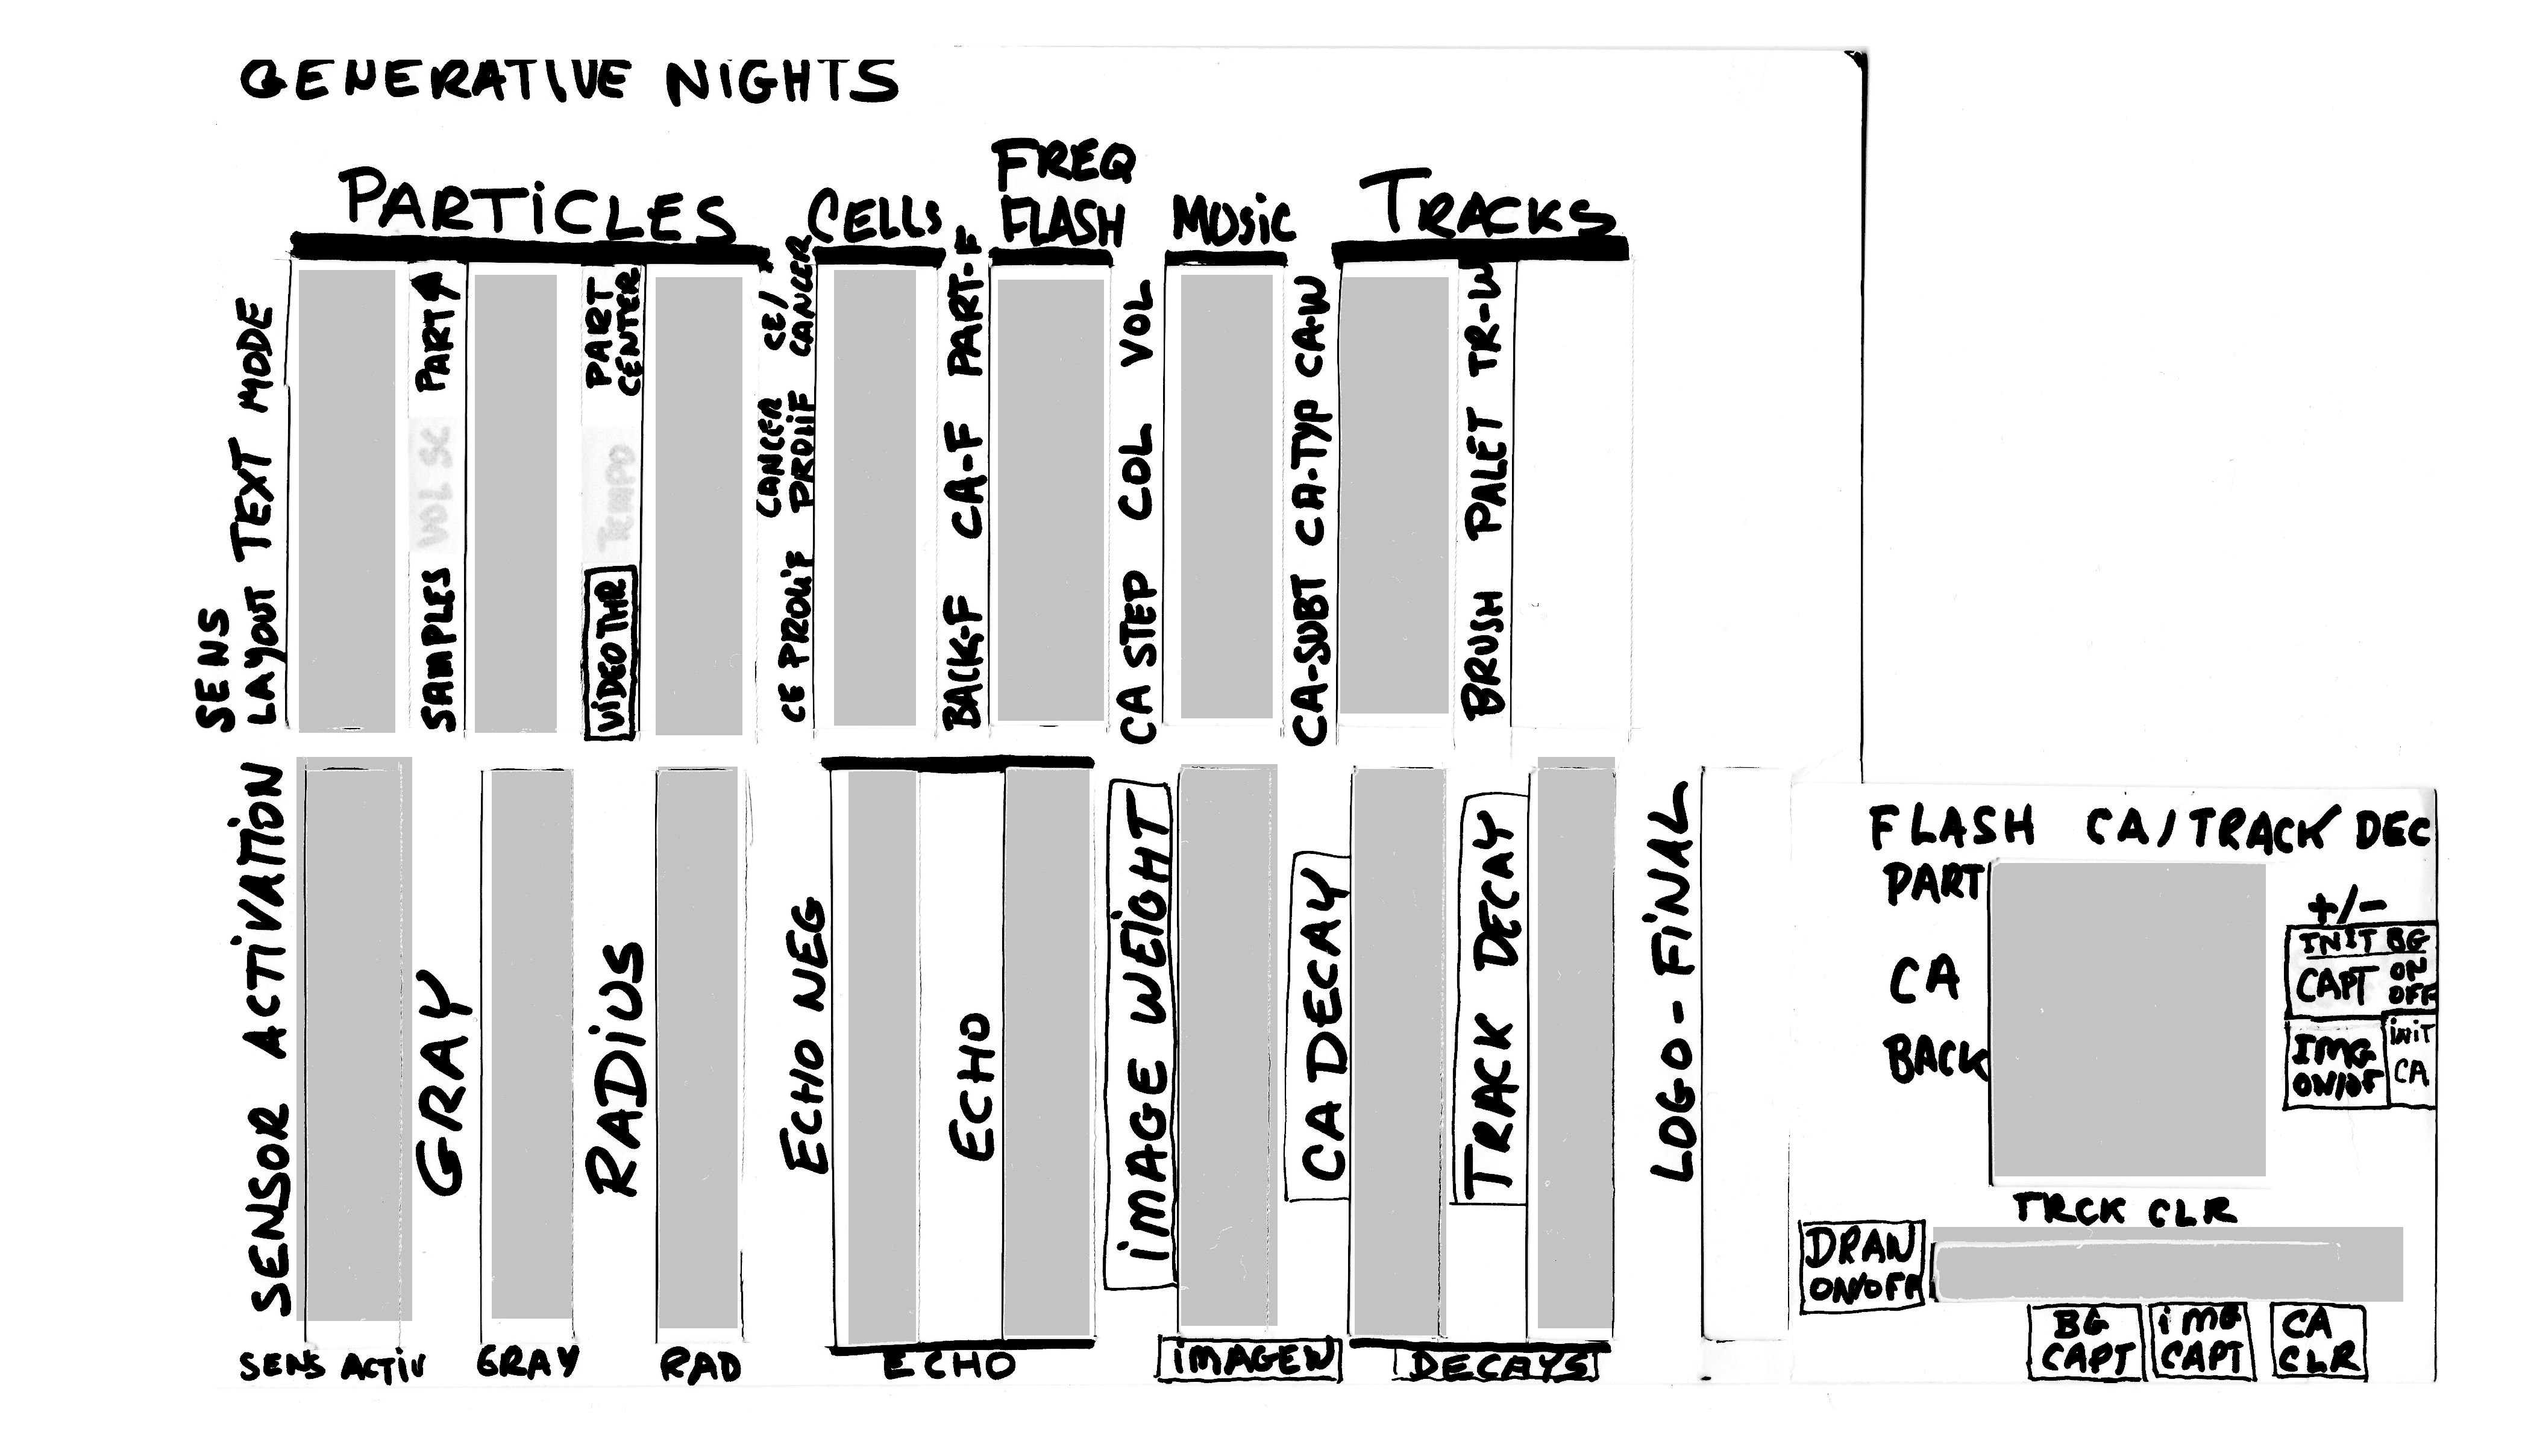 GENERATIVE NIGHTS
PARTiCLES
CELLS
FREQ
FLASH
MUSiC
TRACKS
SENS
LAYOUT TEXT MODE
SAMPLES VOL SC PART
VIDEO THR TEMPO PART
CENTER
CE PROLiF CANCER CE/
PROLiF CANCER
BACK-F CA-F PART-F
CA STEP COL VOL
CA-SUBT CA-TYP CA-W
BRUSH PALET TR-W
SENSOR ACTIVATION
GRAY
RADiUS
ECHO NEG
ECHO
iMAGE WEIGHT
CA DECAY
TRACK DECAY
LOGO - FiNAL
SENS ACTiV
GRAY
RAD
ECHO
iMAGEW
DECAYS
FLASH CA/TRACK DEC
PART
CA
BACK
+/-
INIT BG
CAPT ON
OFF
IMG
ON/OF
iNiT
CA
TRCK CLR
DRAW
ON/OFF
BG
CAPT
iMG
CAPT
CA
CLR